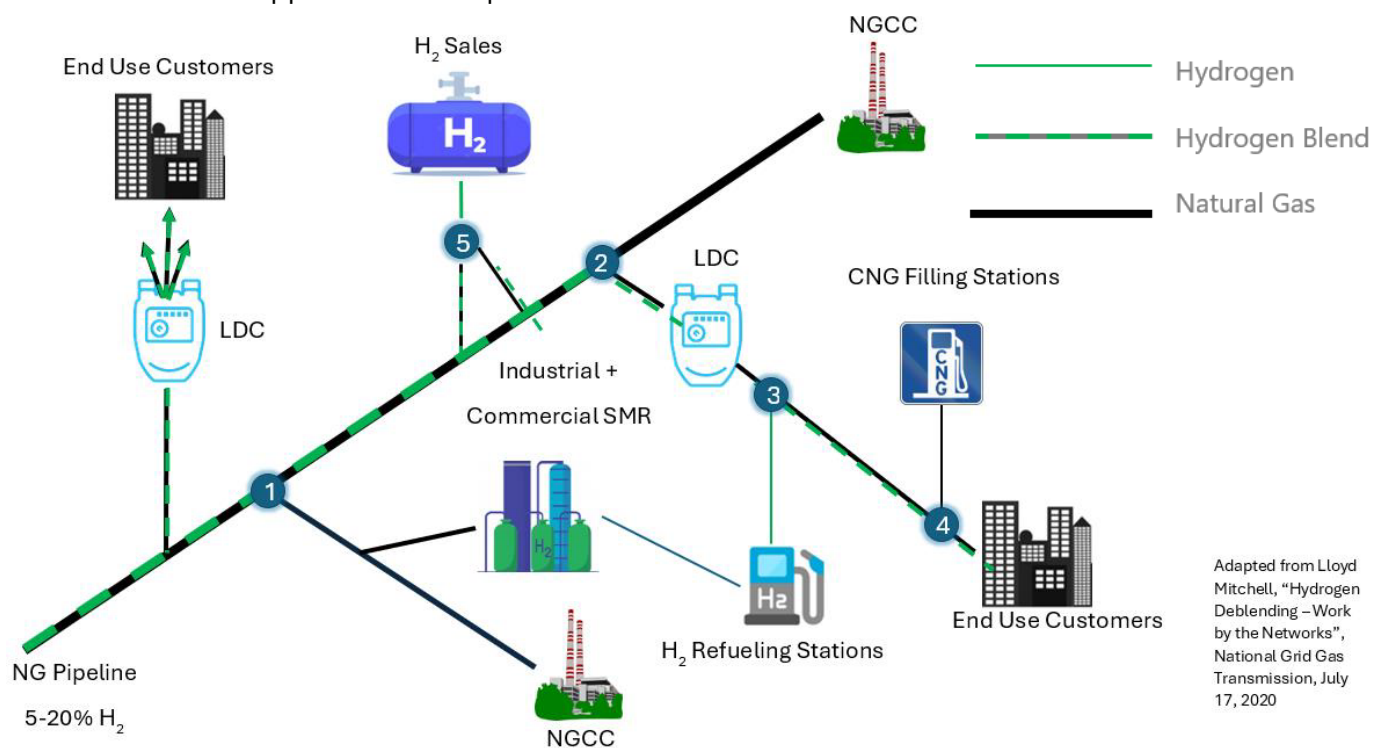 NGCC
H₂ Sales
End Use Customers
Hydrogen
H₂
Hydrogen Blend
Natural Gas
5
2
LDC
LDC
CNG Filling Stations
CNG
Industrial +
Commercial SMR
3
1
4
H₂
H2
End Use Customers
H₂ Refueling Stations
NG Pipeline
5-20% H₂
NGCC
Adapted from Lloyd
Mitchell, “Hydrogen
Deblending – Work
by the Networks”,
National Grid Gas
Transmission, July
17, 2020